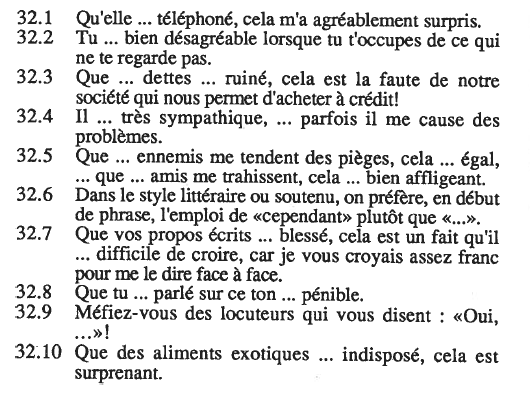 32.1 Qu'elle ... téléphoné, cela m'a agréablement surpris.
32.2 Tu ... bien désagréable lorsque tu t'occupes de ce qui
ne te regarde pas.
32.3 Que ... dettes ... ruiné, cela est la faute de notre
société qui nous permet d'acheter à crédit!
32.4 Il ... très sympathique, ... parfois il me cause des
problèmes.
32.5 Que ... ennemis me tendent des pièges, cela ... égal,
... que ... amis me trahissent, cela ... bien affligeant.
32.6 Dans le style littéraire ou soutenu, on préfère, en début
de phrase, l'emploi de «cependant» plutôt que «...».
32.7 Que vos propos écrits ... blessé, cela est un fait qu'il
... difficile de croire, car je vous croyais assez franc
pour me le dire face à face.
32.8 Que tu ... parlé sur ce ton ... pénible.
32.9 Méfiez-vous des locuteurs qui vous disent : «Oui,
...»!
32.10 Que des aliments exotiques ... indisposé, cela est
surprenant.